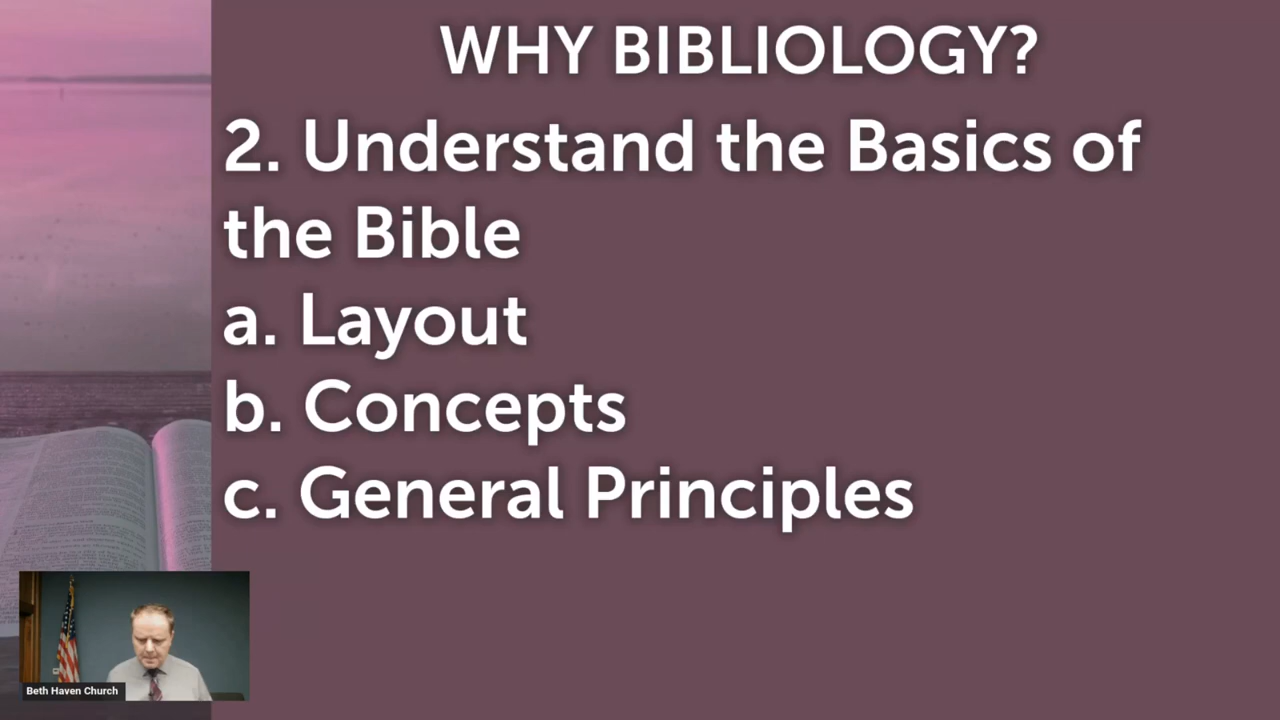 WHY BIBLIOLOGY?
2. Understand the Basics of
the Bible
a. Layout
b. Concepts
c. General Principles
Beth Haven Church